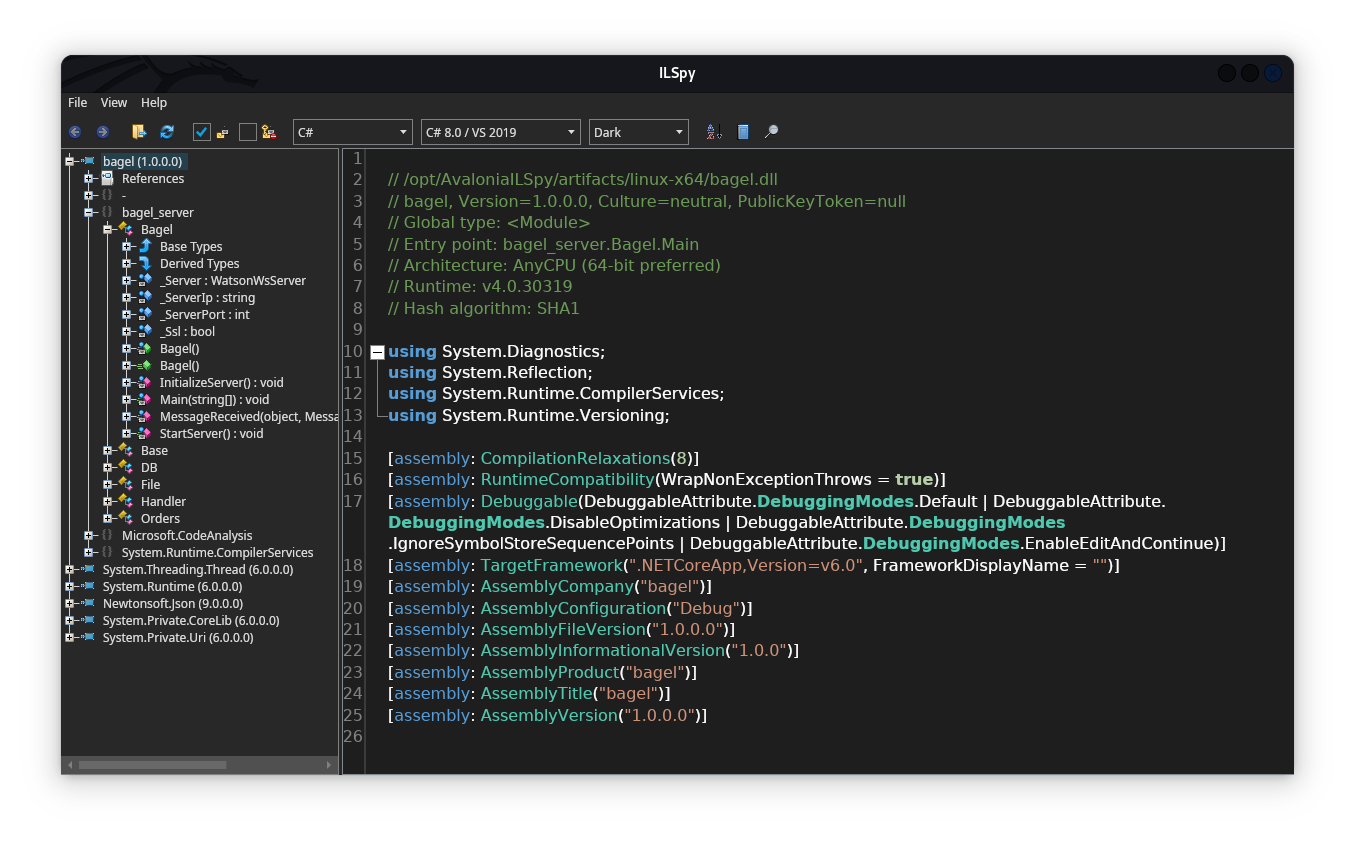 ILSpy
File View Help
C# C# 8.0 / VS 2019 Dark
bagel (1.0.0.0)
References
-
bagel_server
Bagel
Base Types
Derived Types
_Server : WatsonWsServer
_ServerIp : string
_ServerPort : int
_Ssl : bool
Bagel()
Bagel()
InitializeServer() : void
Main(string[]) : void
MessageReceived(object, Messa
StartServer() : void
Base
DB
File
Handler
Orders
Microsoft.CodeAnalysis
System.Runtime.CompilerServices
System.Threading.Thread (6.0.0.0)
System.Runtime (6.0.0.0)
Newtonsoft.Json (9.0.0.0)
System.Private.CoreLib (6.0.0.0)
System.Private.Uri (6.0.0.0)
1
2 // /opt/AvaloniaILSpy/artifacts/linux-x64/bagel.dll
3 // bagel, Version=1.0.0.0, Culture=neutral, PublicKeyToken=null
4 // Global type: <Module>
5 // Entry point: bagel_server.Bagel.Main
6 // Architecture: AnyCPU (64-bit preferred)
7 // Runtime: v4.0.30319
8 // Hash algorithm: SHA1
9
10 using System.Diagnostics;
11 using System.Reflection;
12 using System.Runtime.CompilerServices;
13 using System.Runtime.Versioning;
14
15 [assembly: CompilationRelaxations(8)]
16 [assembly: RuntimeCompatibility(WrapNonExceptionThrows = true)]
17 [assembly: Debuggable(DebuggableAttribute.DebuggingModes.Default | DebuggableAttribute.
DebuggingModes.DisableOptimizations | DebuggableAttribute.DebuggingModes
.IgnoreSymbolStoreSequencePoints | DebuggableAttribute.DebuggingModes.EnableEditAndContinue)]
18 [assembly: TargetFramework(".NETCoreApp,Version=v6.0", FrameworkDisplayName = "")]
19 [assembly: AssemblyCompany("bagel")]
20 [assembly: AssemblyConfiguration("Debug")]
21 [assembly: AssemblyFileVersion("1.0.0.0")]
22 [assembly: AssemblyInformationalVersion("1.0.0")]
23 [assembly: AssemblyProduct("bagel")]
24 [assembly: AssemblyTitle("bagel")]
25 [assembly: AssemblyVersion("1.0.0.0")]
26